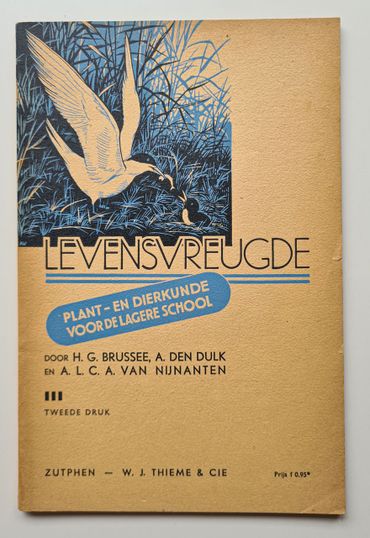 LEVENSVREUGDE
PLANT- EN DIERKUNDE
VOOR DE LAGERE SCHOOL
DOOR H. G. BRUSSEE, A. DEN DULK
EN A. L. C. A. VAN NIJNANTEN
III
TWEEDE DRUK
ZUTPHEN — W. J. THIEME & CIE Prijs f 0.95*